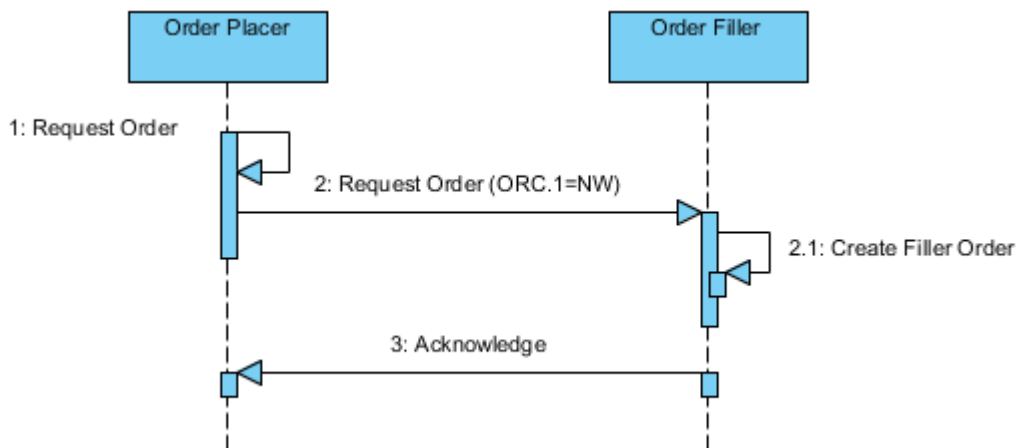 Order Placer
Order Filler
1: Request Order
2: Request Order (ORC.1=NW)
2.1: Create Filler Order
3: Acknowledge